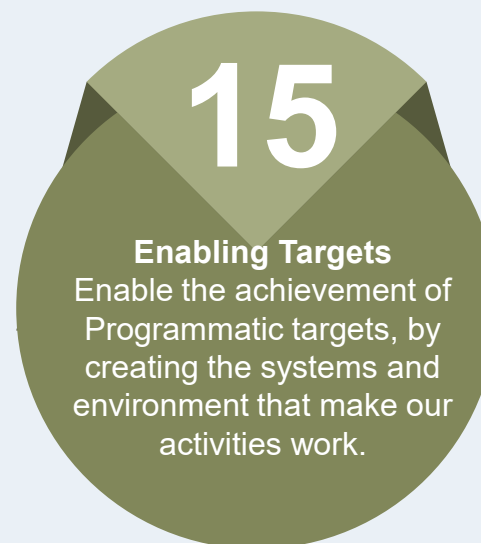 15
Enabling Targets
Enable the achievement of
Programmatic targets, by
creating the systems and
environment that make our
activities work.